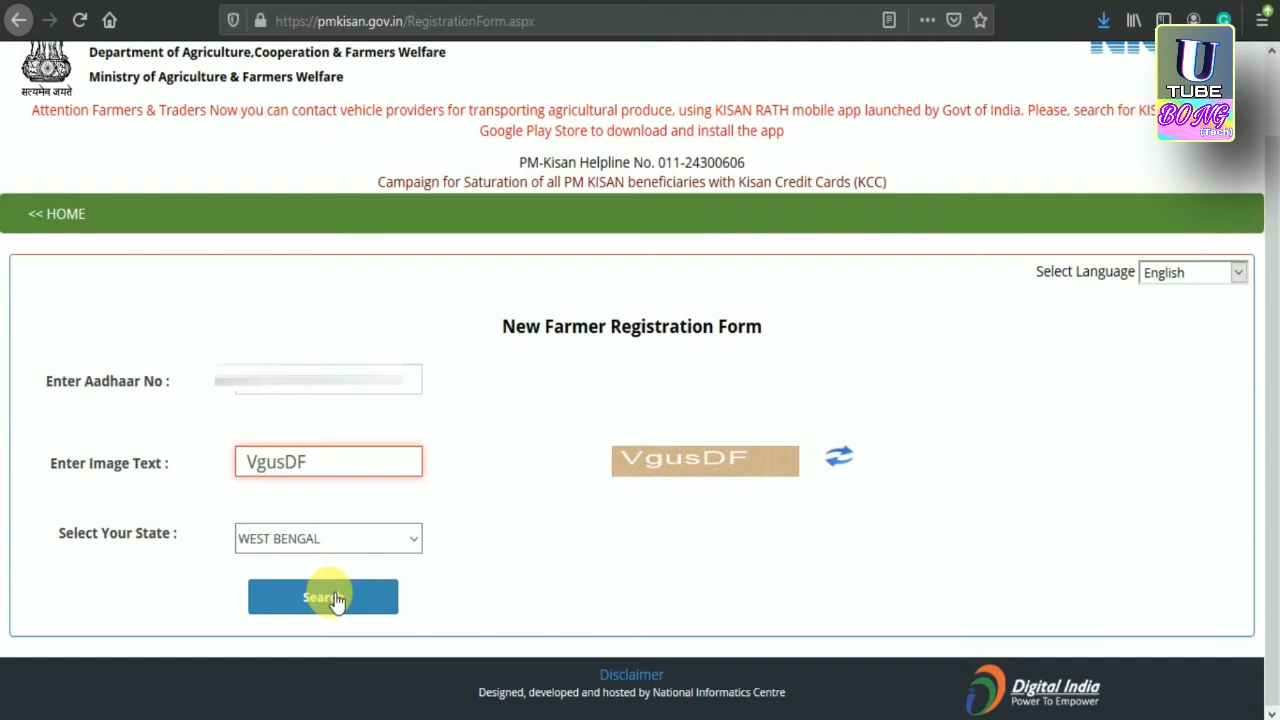 https://pmkisan.gov.in/RegistrationForm.aspx
Department of Agriculture,Cooperation & Farmers Welfare
Ministry of Agriculture & Farmers Welfare
सत्यमेव जयते
U
TUBE
BONG
(Tech)
Attention Farmers & Traders Now you can contact vehicle providers for transporting agricultural produce, using KISAN RATH mobile app launched by Govt of India. Please, search for
Google Play Store to download and install the app
PM-Kisan Helpline No. 011-24300606
Campaign for Saturation of all PM KISAN beneficiaries with Kisan Credit Cards (KCC)
<< HOME
Select Language English
New Farmer Registration Form
Enter Aadhaar No :
Enter Image Text : VgusDF VgusDF
Select Your State : WEST BENGAL
Search
Disclaimer
Designed, developed and hosted by National Informatics Centre
Digital India
Power To Empower